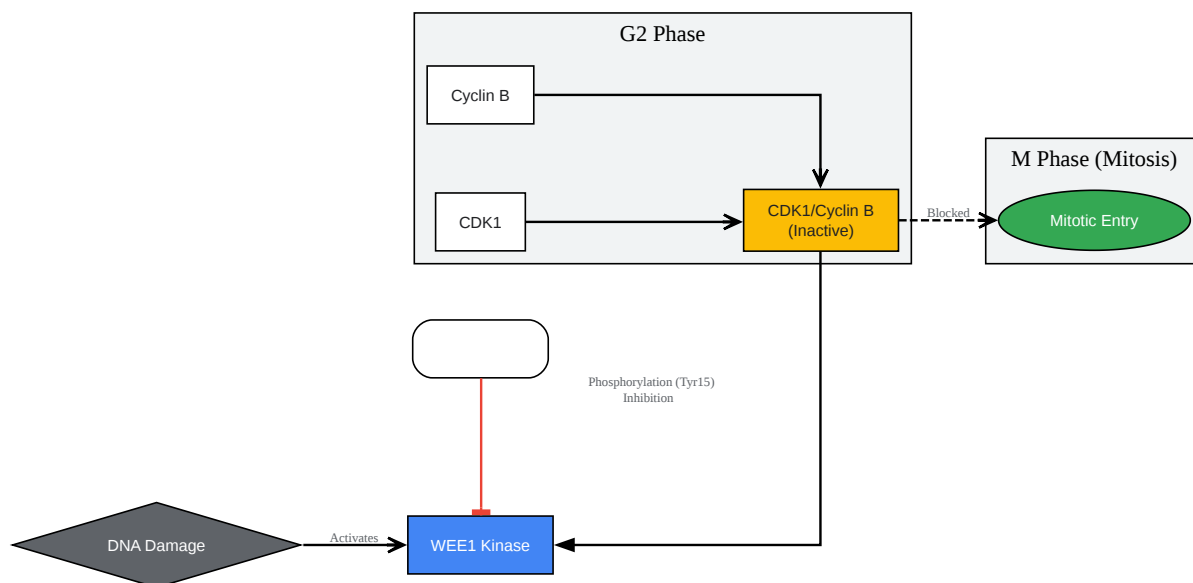 G2 Phase
Cyclin B
CDK1
CDK1/Cyclin B
(Inactive)
Blocked
M Phase (Mitosis)
Mitotic Entry
Phosphorylation (Tyr15)
Inhibition
DNA Damage
Activates
WEE1 Kinase